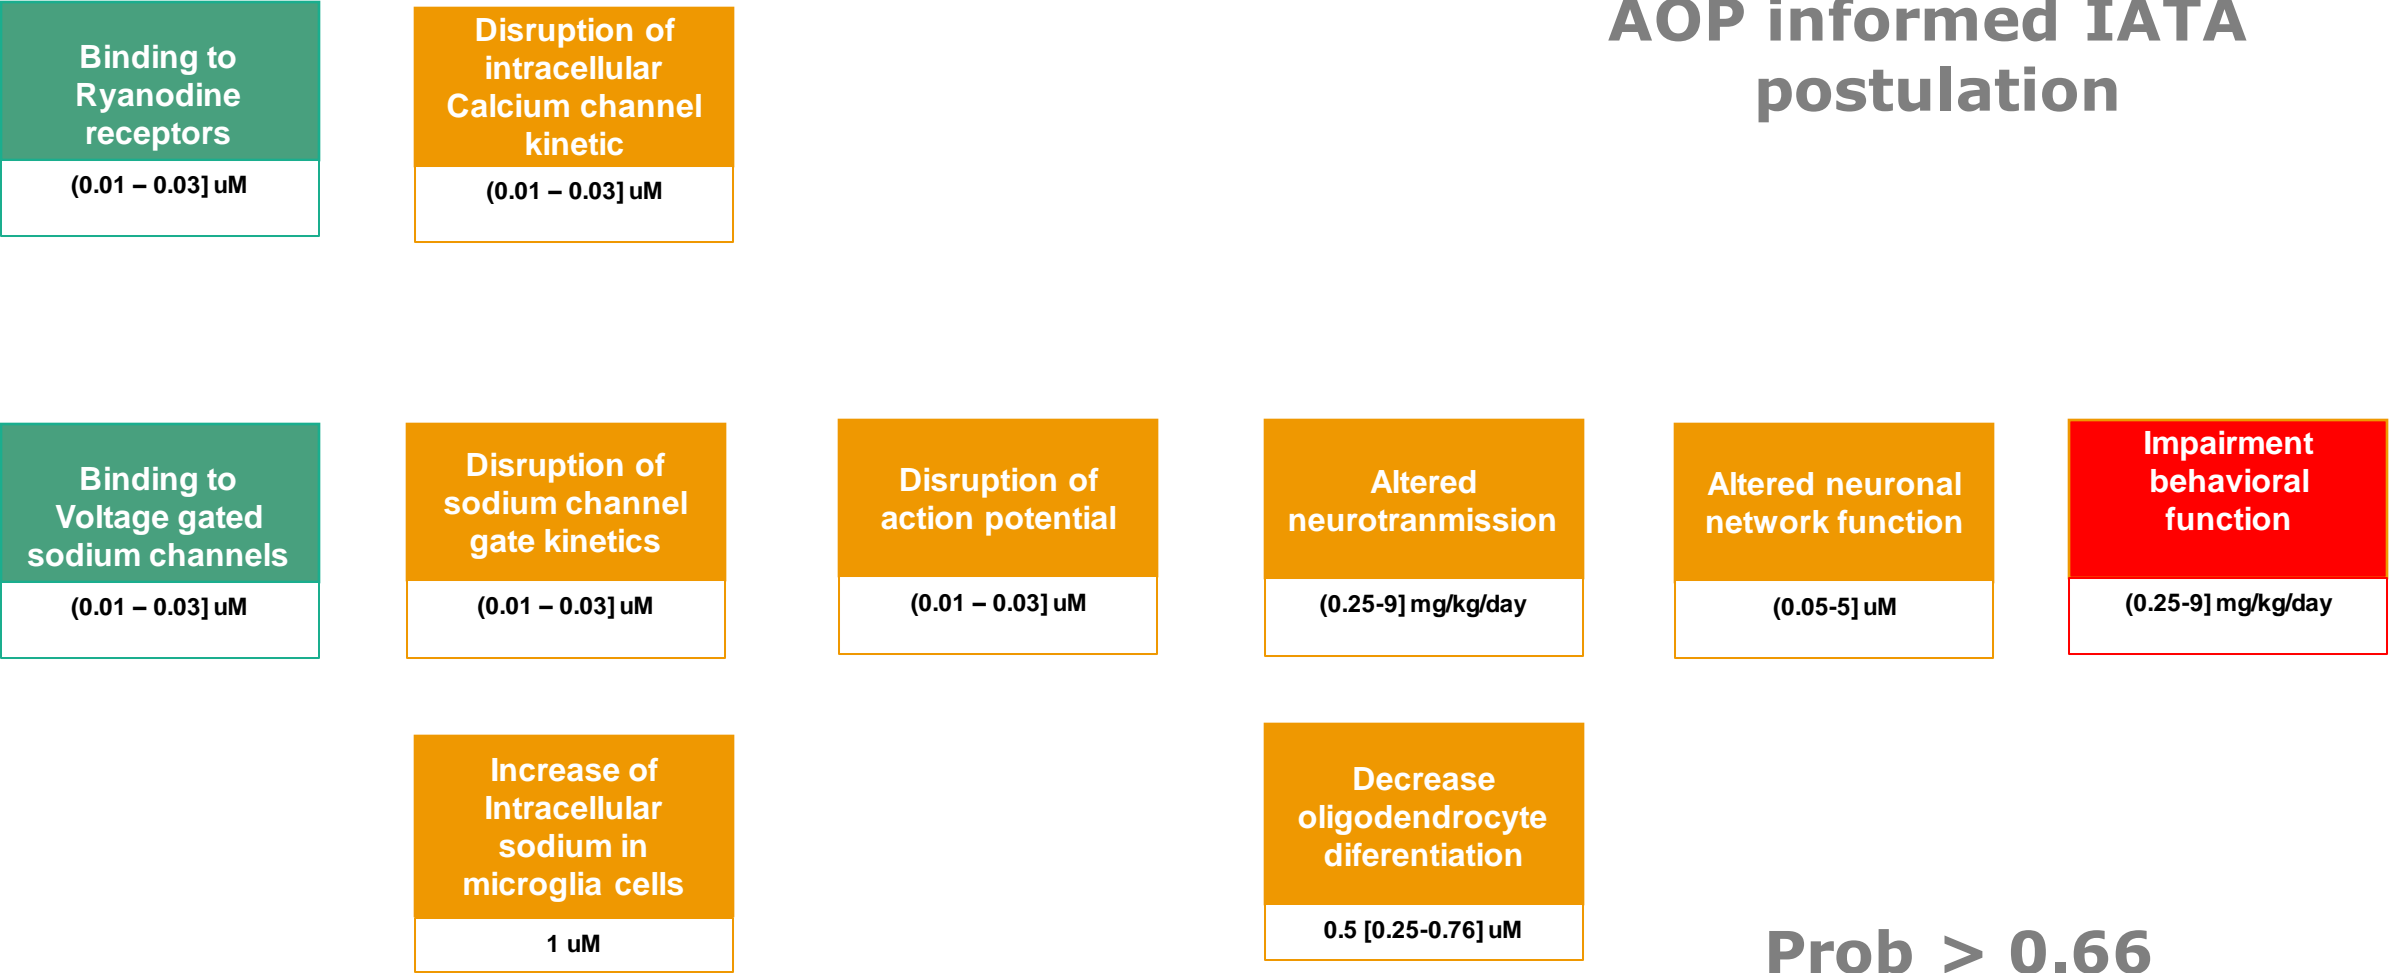 AOP informed IATA
postulation
Binding to
Ryanodine
receptors
(0.01 – 0.03] uM
Disruption of
intracellular
Calcium channel
kinetic
(0.01 – 0.03] uM
Binding to
Voltage gated
sodium channels
(0.01 – 0.03] uM
Disruption of
sodium channel
gate kinetics
(0.01 – 0.03] uM
Disruption of
action potential
(0.01 – 0.03] uM
Altered
neurotranmission
(0.25-9] mg/kg/day
Altered neuronal
network function
(0.05-5] uM
Impairment
behavioral
function
(0.25-9] mg/kg/day
Increase of
Intracellular
sodium in
microglia cells
1 uM
Decrease
oligodendrocyte
diferentiation
0.5 [0.25-0.76] uM
Prob > 0.66